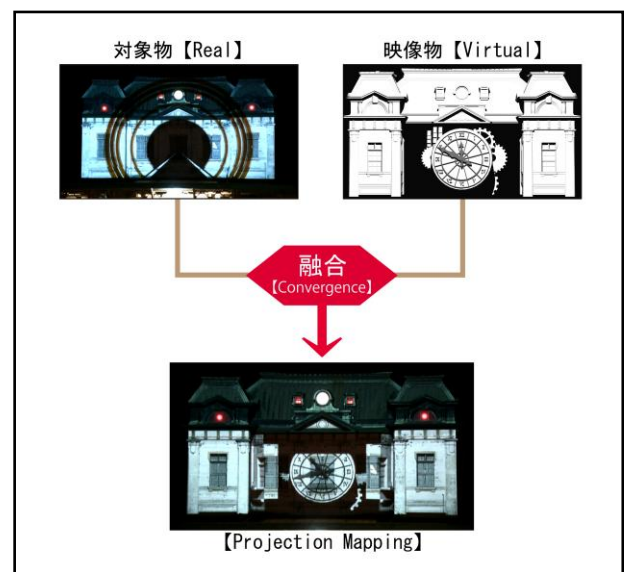 対象物【Real】
映像物【Virtual】
融合
【Convergence】
【Projection Mapping】